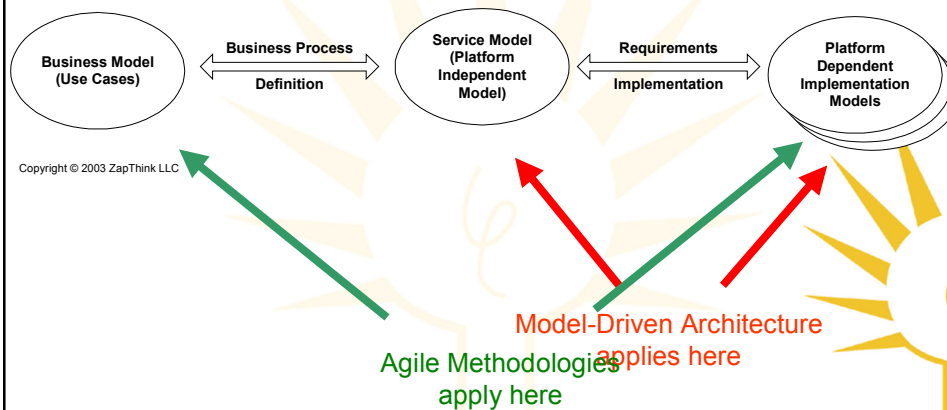 Business Model
(Use Cases)
Business Process
Definition
Service Model
(Platform
Independent
Model)
Requirements
Implementation
Platform
Dependent
Implementation
Models
Copyright © 2003 ZapThink LLC
Model-Driven Architecture
applies here
Agile Methodologies
apply here